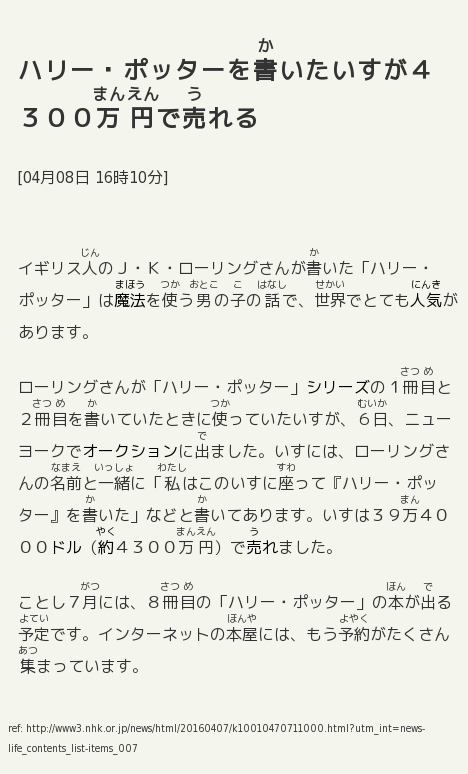 ハリー・ポッターを書いたいすが４
３００万円で売れる
[04月08日 16時10分]
イギリス人のＪ・Ｋ・ローリングさんが書いた「ハリー・
ポッター」は魔法を使う男の子の話で、世界でとても人気が
あります。
ローリングさんが「ハリー・ポッター」シリーズの１冊目と
２冊目を書いていたときに使っていたいすが、６日、ニュー
ヨークでオークションに出ました。いすには、ローリングさ
んの名前と一緒に「私はこのいすに座って『ハリー・ポッ
ター』を書いた」などと書いてあります。いすは３９万４０
００ドル（約４３００万円）で売れました。
ことし７月には、８冊目の「ハリー・ポッター」の本が出る
予定です。インターネットの本屋には、もう予約がたくさん
集まっています。
ref: http://www3.nhk.or.jp/news/html/20160407/k10010470711000.html?utm_int=news-
life_contents_list-items_007